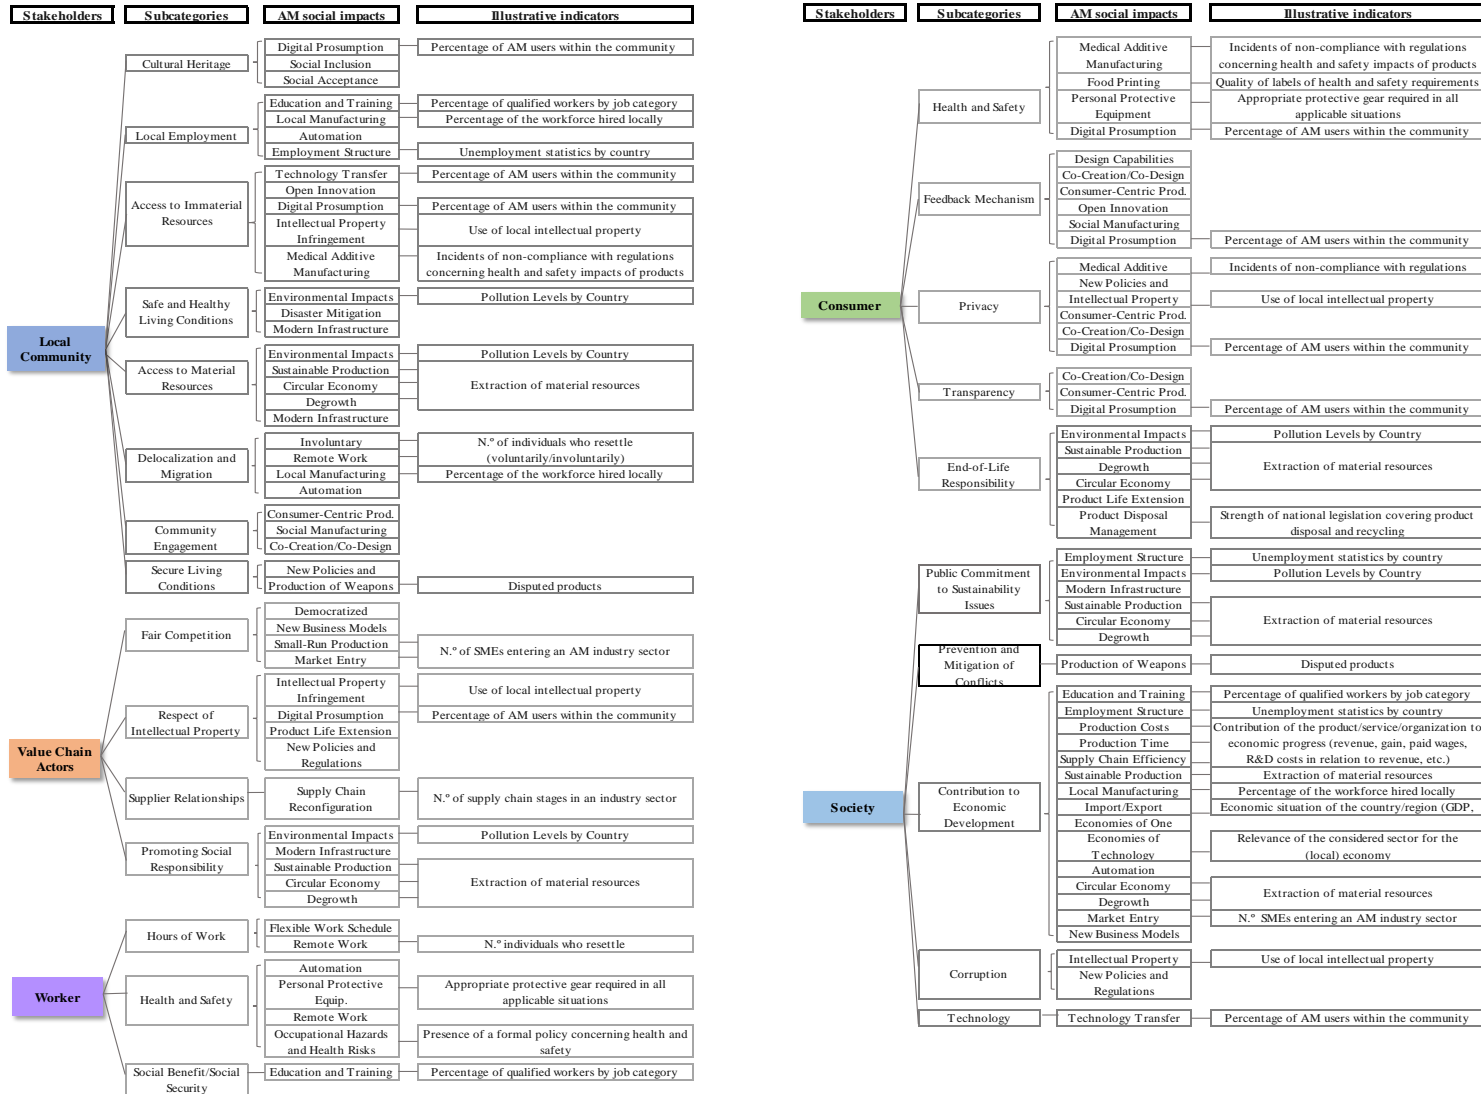 Stakeholders
Subcategories
AM social impacts
Illustrative indicators
Local
Community
Cultural Heritage
Digital Prosumption
Percentage of AM users within the community
Social Inclusion
Social Acceptance
Local Employment
Education and Training
Percentage of qualified workers by job category
Local Manufacturing
Percentage of the workforce hired locally
Automation
Employment Structure
Unemployment statistics by country
Access to Immaterial
Resources
Technology Transfer
Percentage of AM users within the community
Open Innovation
Digital Prosumption
Percentage of AM users within the community
Intellectual Property
Infringement
Use of local intellectual property
Medical Additive
Manufacturing
Incidents of non-compliance with regulations
concerning health and safety impacts of products
Safe and Healthy
Living Conditions
Environmental Impacts
Pollution Levels by Country
Disaster Mitigation
Modern Infrastructure
Access to Material
Resources
Environmental Impacts
Pollution Levels by Country
Sustainable Production
Circular Economy
Extraction of material resources
Degrowth
Modern Infrastructure
Delocalization and
Migration
Involuntary
Remote Work
N.º of individuals who resettle
(voluntarily/involuntarily)
Local Manufacturing
Percentage of the workforce hired locally
Automation
Community
Engagement
Consumer-Centric Prod.
Social Manufacturing
Co-Creation/Co-Design
Secure Living
Conditions
New Policies and
Production of Weapons
Disputed products
Value Chain
Actors
Fair Competition
Democratized
New Business Models
Small-Run Production
Market Entry
N.º of SMEs entering an AM industry sector
Respect of
Intellectual Property
Intellectual Property
Infringement
Use of local intellectual property
Digital Prosumption
Percentage of AM users within the community
Product Life Extension
New Policies and
Regulations
Supplier Relationships
Supply Chain
Reconfiguration
N.º of supply chain stages in an industry sector
Promoting Social
Responsibility
Environmental Impacts
Pollution Levels by Country
Modern Infrastructure
Sustainable Production
Circular Economy
Extraction of material resources
Degrowth
Worker
Hours of Work
Flexible Work Schedule
Remote Work
N.º individuals who resettle
Health and Safety
Automation
Personal Protective
Equip.
Appropriate protective gear required in all
applicable situations
Remote Work
Occupational Hazards
and Health Risks
Presence of a formal policy concerning health and
safety
Social Benefit/Social
Security
Education and Training
Percentage of qualified workers by job category
Stakeholders
Subcategories
AM social impacts
Illustrative indicators
Consumer
Health and Safety
Medical Additive
Manufacturing
Incidents of non-compliance with regulations
concerning health and safety impacts of products
Food Printing
Quality of labels of health and safety requirements
Personal Protective
Equipment
Appropriate protective gear required in all
applicable situations
Digital Prosumption
Percentage of AM users within the community
Feedback Mechanism
Design Capabilities
Co-Creation/Co-Design
Consumer-Centric Prod.
Open Innovation
Social Manufacturing
Digital Prosumption
Percentage of AM users within the community
Privacy
Medical Additive
Incidents of non-compliance with regulations
New Policies and
Intellectual Property
Use of local intellectual property
Consumer-Centric Prod.
Co-Creation/Co-Design
Digital Prosumption
Percentage of AM users within the community
Transparency
Co-Creation/Co-Design
Consumer-Centric Prod.
Digital Prosumption
Percentage of AM users within the community
End-of-Life
Responsibility
Environmental Impacts
Pollution Levels by Country
Sustainable Production
Degrowth
Extraction of material resources
Circular Economy
Product Life Extension
Product Disposal
Management
Strength of national legislation covering product
disposal and recycling
Society
Public Commitment
to Sustainability
Issues
Employment Structure
Unemployment statistics by country
Environmental Impacts
Pollution Levels by Country
Modern Infrastructure
Sustainable Production
Circular Economy
Extraction of material resources
Degrowth
Prevention and
Mitigation of
Conflicts
Production of Weapons
Disputed products
Contribution to
Economic
Development
Education and Training
Percentage of qualified workers by job category
Employment Structure
Unemployment statistics by country
Production Costs
Production Time
Supply Chain Efficiency
Contribution of the product/service/organization to
economic progress (revenue, gain, paid wages,
R&D costs in relation to revenue, etc.)
Sustainable Production
Extraction of material resources
Local Manufacturing
Percentage of the workforce hired locally
Import/Export
Economic situation of the country/region (GDP,
Economies of One
Economies of
Technology
Relevance of the considered sector for the
(local) economy
Automation
Circular Economy
Extraction of material resources
Degrowth
Market Entry
N.º SMEs entering an AM industry sector
New Business Models
Corruption
Intellectual Property
Use of local intellectual property
New Policies and
Regulations
Technology
Technology Transfer
Percentage of AM users within the community